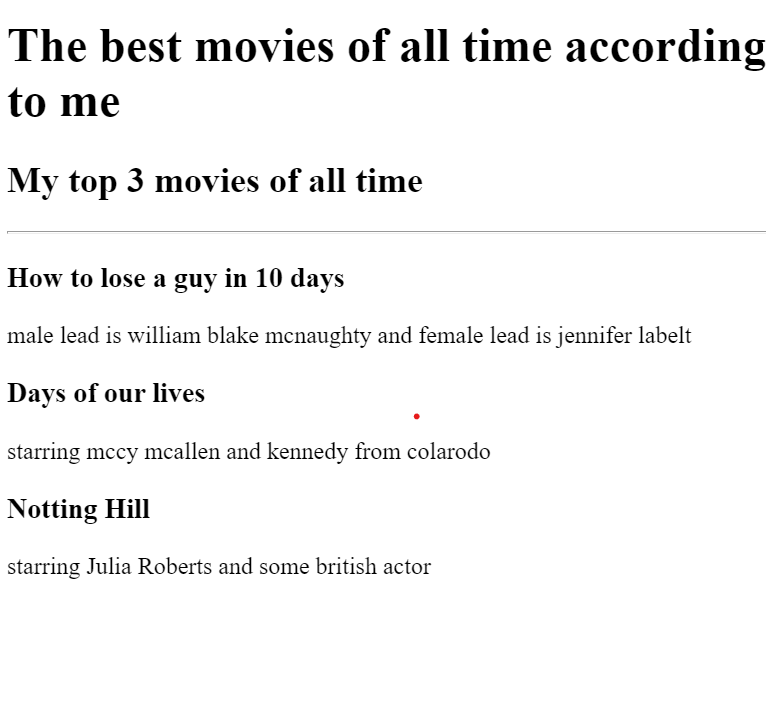 The best movies of all time according
to me
My top 3 movies of all time
How to lose a guy in 10 days
male lead is william blake mcnaughty and female lead is jennifer labelt
Days of our lives
starring mccy mcallen and kennedy from colarodo
Notting Hill
starring Julia Roberts and some british actor